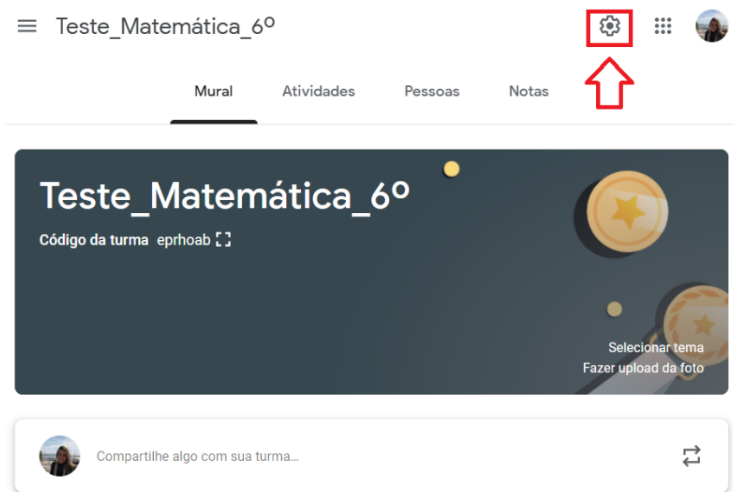 Teste_Matemática_6º
Mural Atividades Pessoas Notas
Teste_Matemática_6º
Código da turma eprhoab
Selecionar tema
Fazer upload da foto
Compartilhe algo com sua turma...